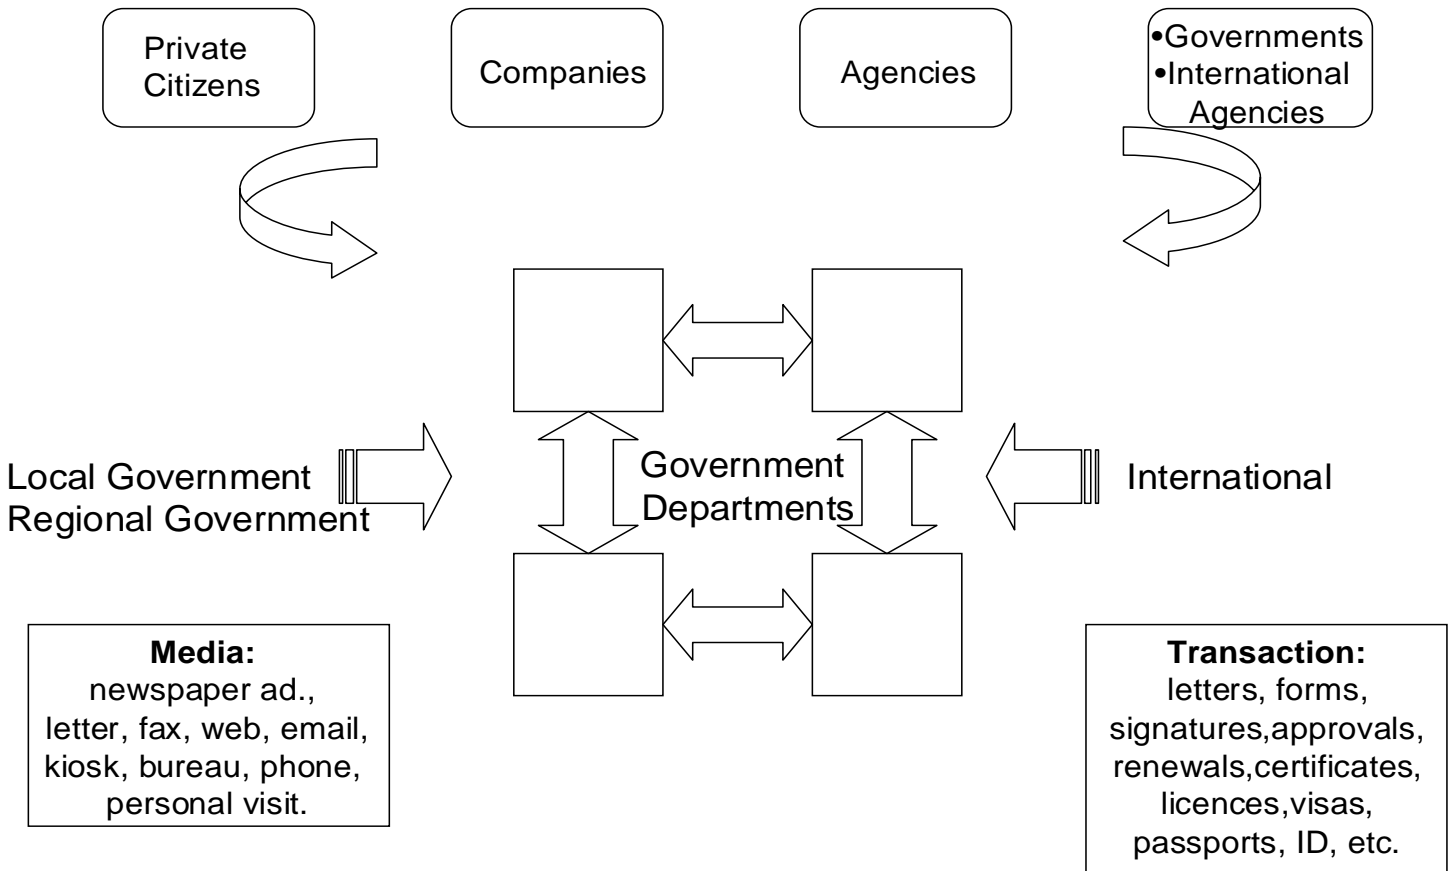 Private
Citizens
Companies
Agencies
•Governments
•International
Agencies
Local Government
Regional Government
Government
Departments
International
Media:
newspaper ad.,
letter, fax, web, email,
kiosk, bureau, phone,
personal visit.
Transaction:
letters, forms,
signatures,approvals,
renewals,certificates,
licences,visas,
passports, ID, etc.